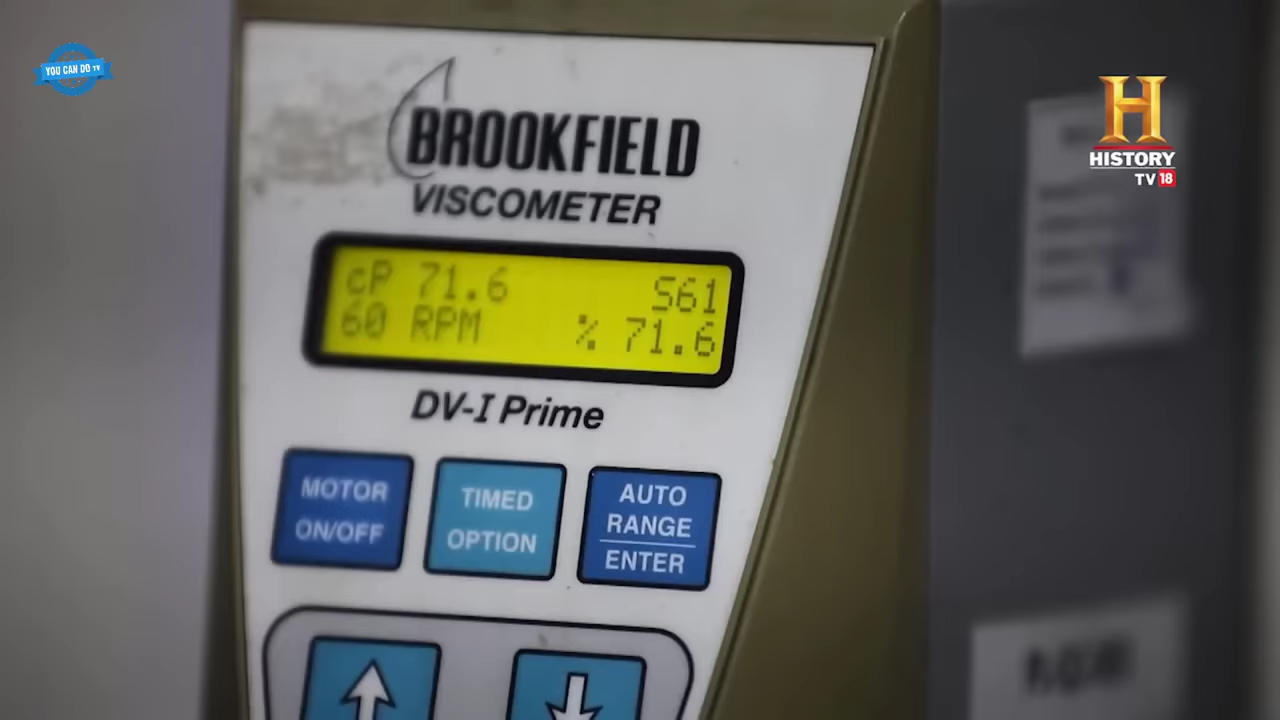 YOU CAN DO TV
H
HISTORY
TV 18
BROOKFIELD
VISCOMETER
cP 71.6 S61
60 RPM % 71.6
DV-I Prime
MOTOR
ON/OFF
TIMED
OPTION
AUTO
RANGE
ENTER